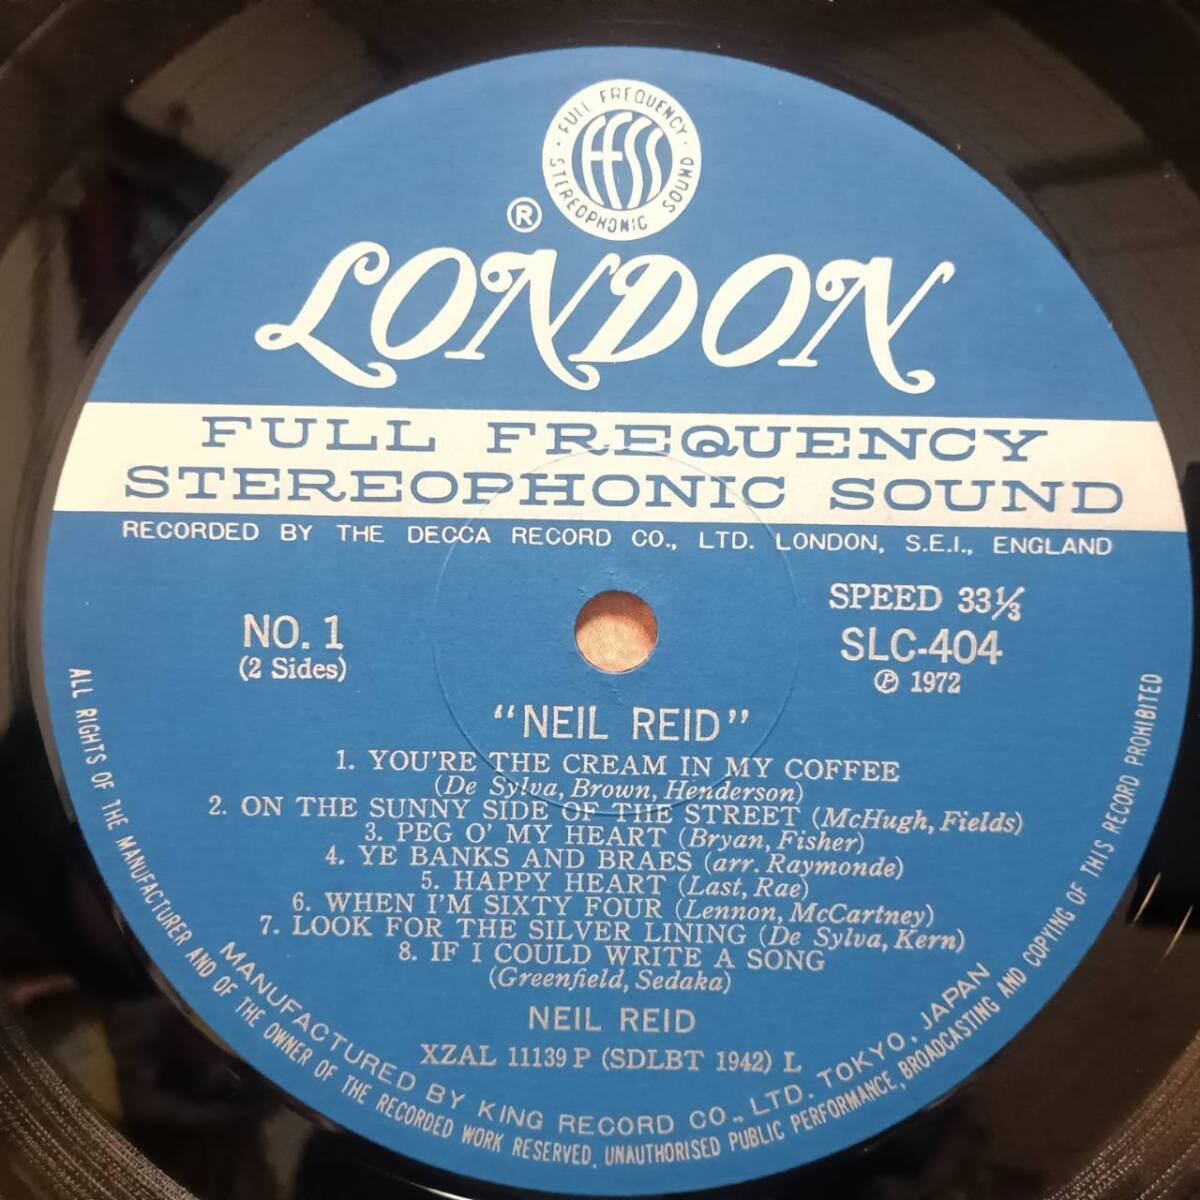 · FULL FREQUENCY · STEREOPHONIC SOUND
FFSS
®
LONDON
FULL FREQUENCY
STEREOPHONIC SOUND
RECORDED BY THE DECCA RECORD CO., LTD. LONDON, S.E.I., ENGLAND
NO. 1
(2 Sides)
SPEED 33⅓
SLC-404
Ⓟ 1972
"NEIL REID"
1. YOU'RE THE CREAM IN MY COFFEE
(De Sylva, Brown, Henderson)
2. ON THE SUNNY SIDE OF THE STREET (McHugh, Fields)
3. PEG O' MY HEART (Bryan, Fisher)
4. YE BANKS AND BRAES (arr. Raymonde)
5. HAPPY HEART (Last, Rae)
6. WHEN I'M SIXTY FOUR (Lennon, McCartney)
7. LOOK FOR THE SILVER LINING (De Sylva, Kern)
8. IF I COULD WRITE A SONG
(Greenfield, Sedaka)
NEIL REID
XZAL 11139 P (SDLBT 1942) L
MANUFACTURED BY KING RECORD CO., LTD. TOKYO, JAPAN
ALL RIGHTS OF THE MANUFACTURER AND OF THE OWNER OF THE RECORDED WORK RESERVED. UNAUTHORISED PUBLIC PERFORMANCE, BROADCASTING AND COPYING OF THIS RECORD PROHIBITED